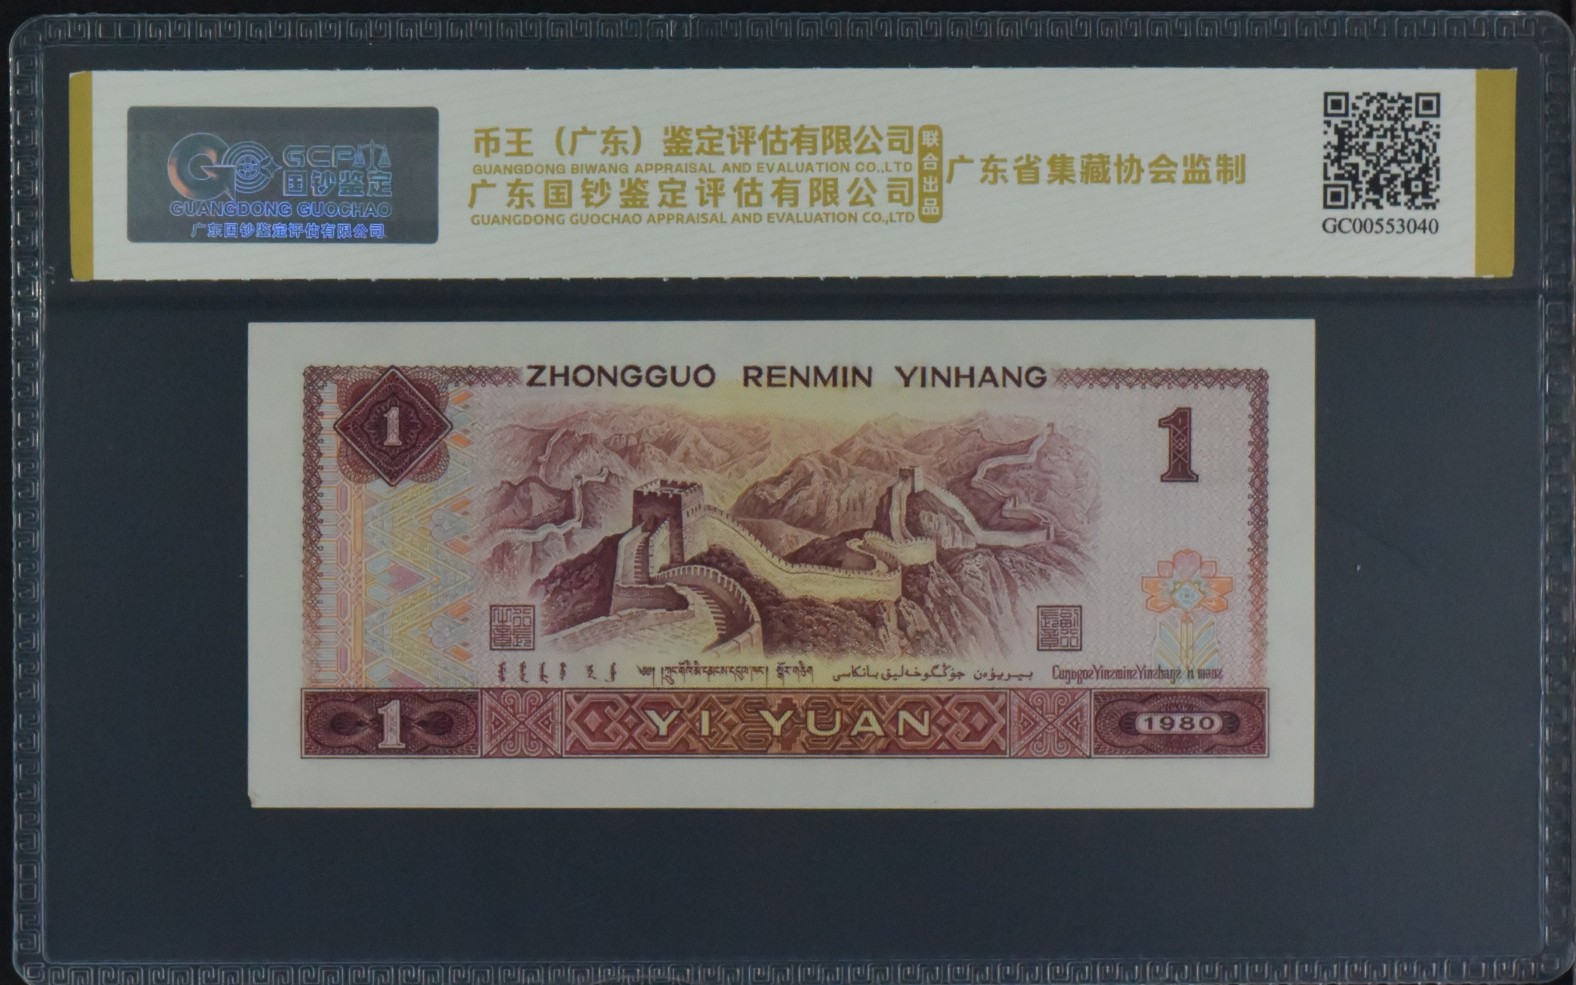 GCP
国钞鉴定
GUANGDONG GUOCHAO
广东国钞鉴定评估有限公司
币王（广东）鉴定评估有限公司
GUANGDONG BIWANG APPRAISAL AND EVALUATION CO.,LTD
广东国钞鉴定评估有限公司
GUANGDONG GUOCHAO APPRAISAL AND EVALUATION CO.,LTD
联合出品
广东省集藏协会监制
GC00553040
ZHONGGUO RENMIN YINHANG
1
1
1
YI YUAN
1980